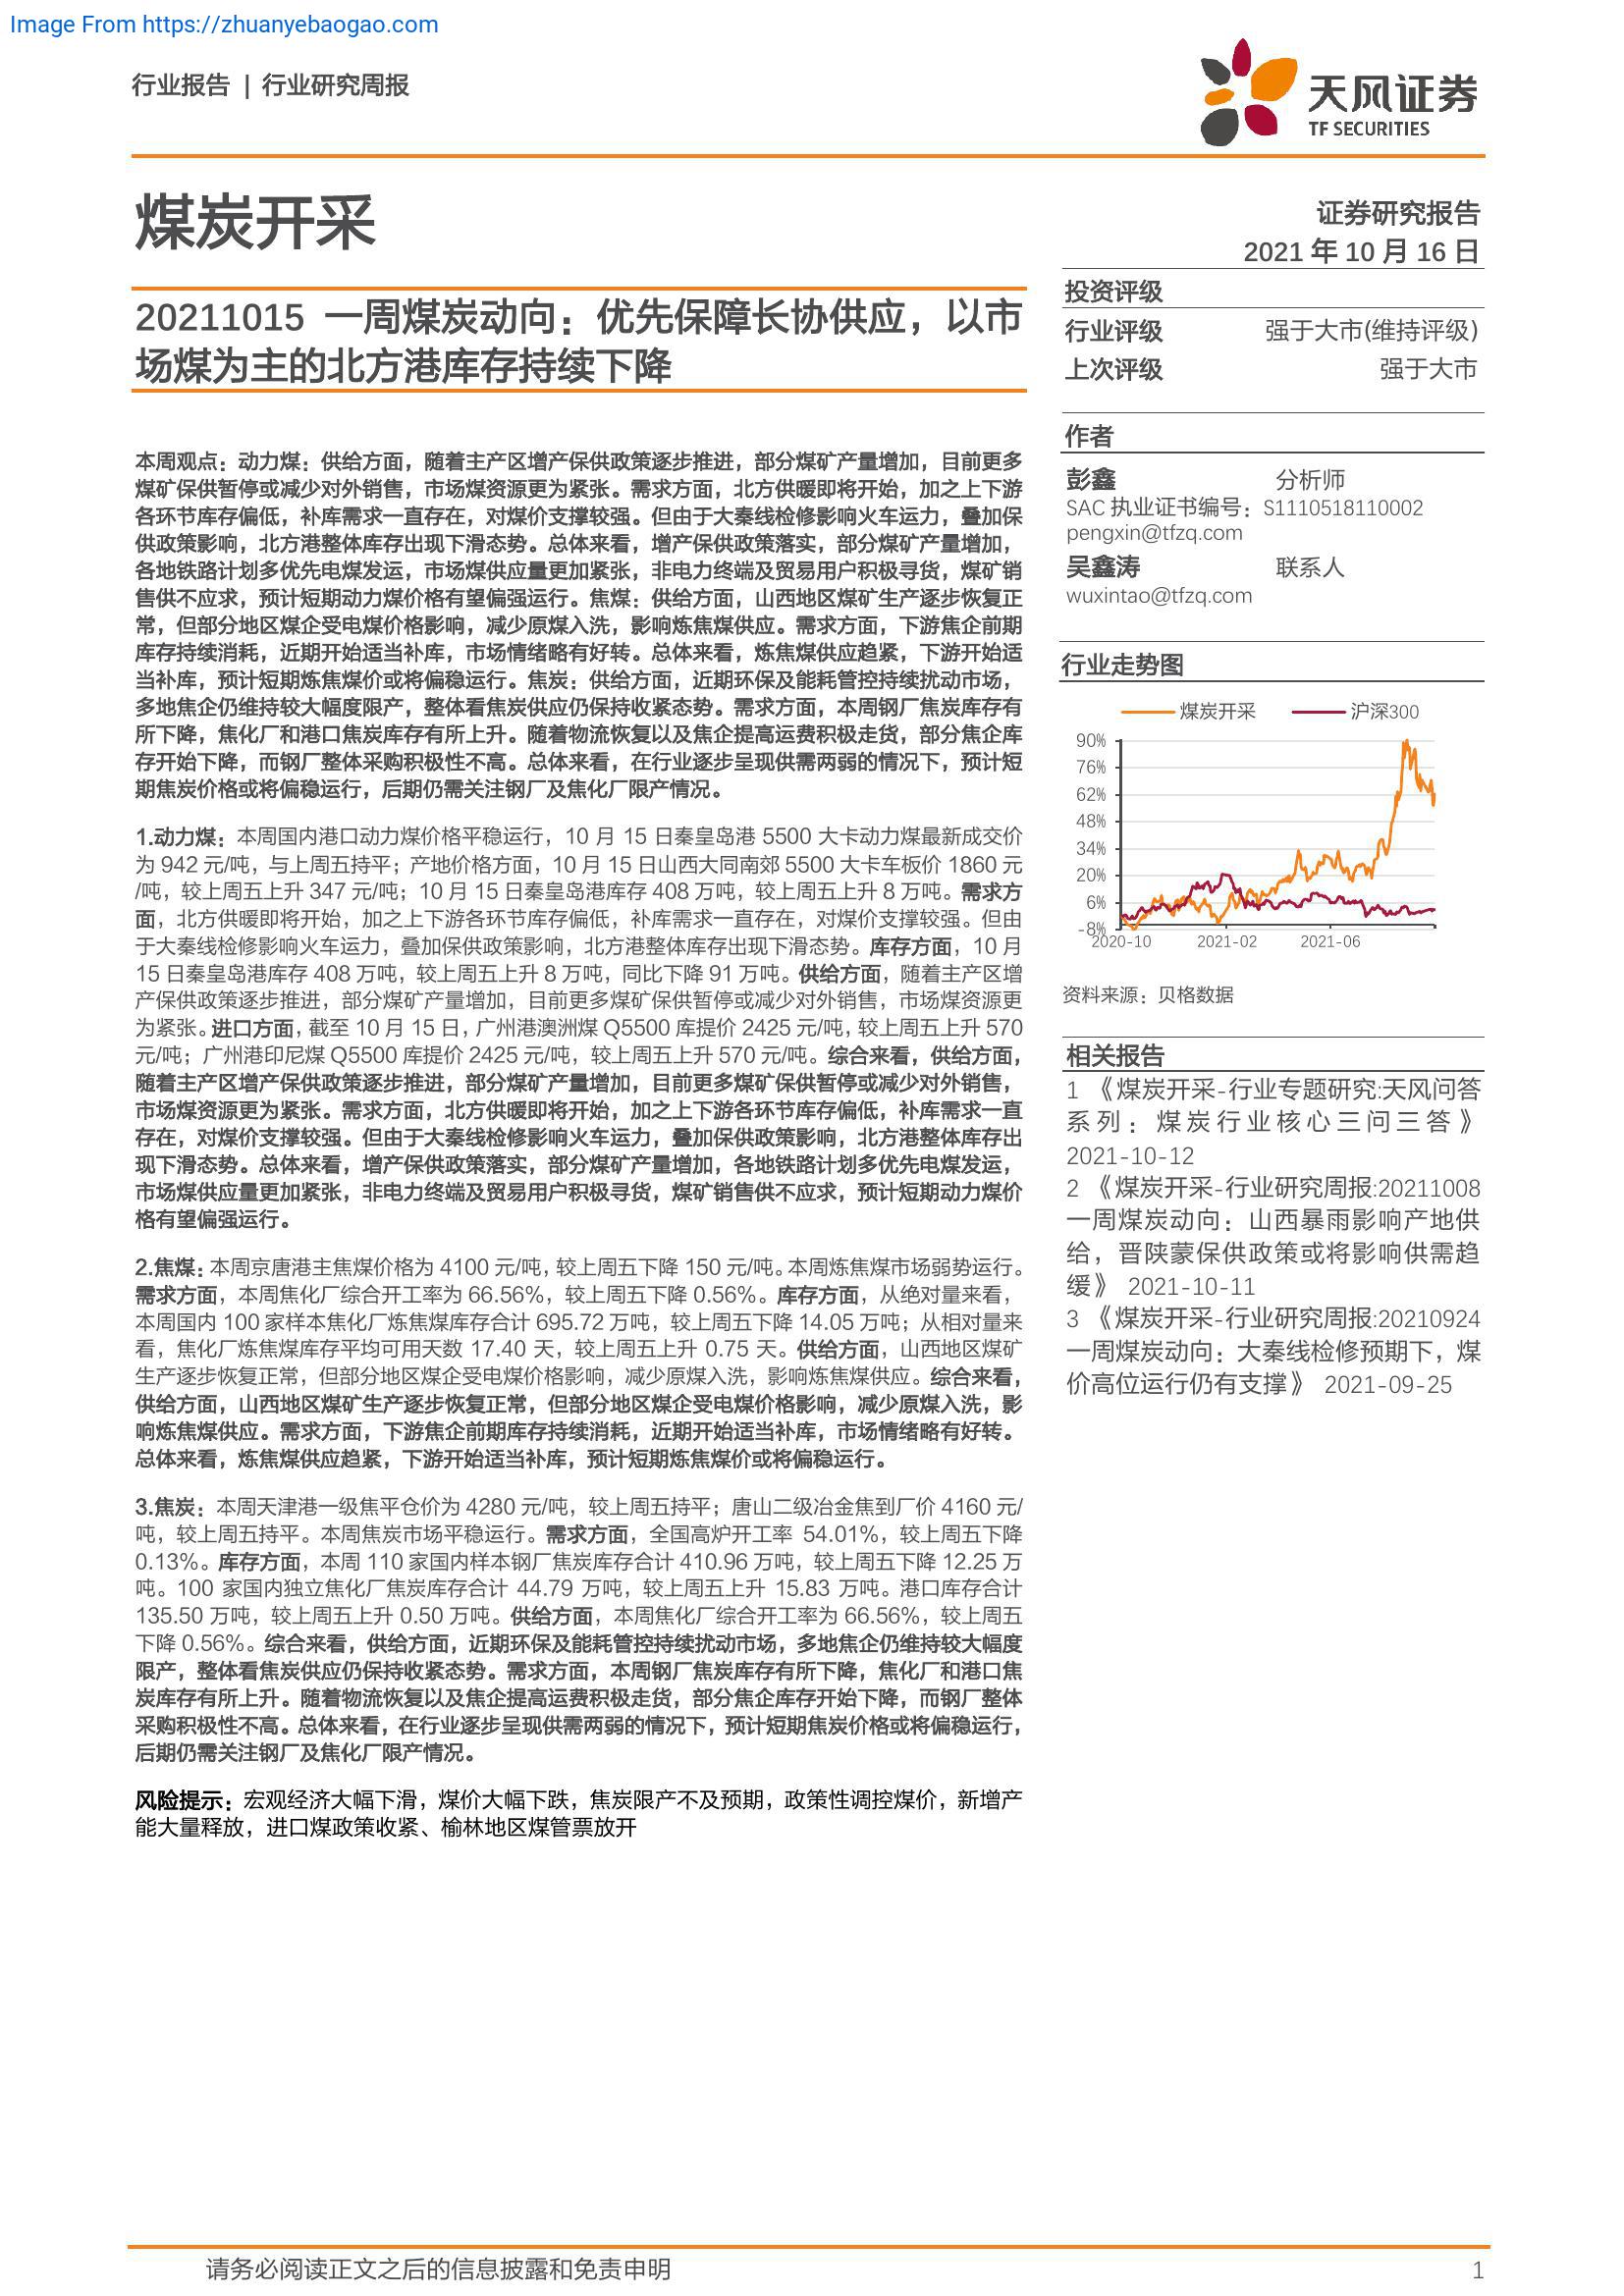 Image From https://zhuanyebaogao.com
行业报告 | 行业研究周报
天风证券
TF SECURITIES
煤炭开采
证券研究报告
2021 年 10 月 16 日
20211015 一周煤炭动向：优先保障长协供应，以市
场煤为主的北方港库存持续下降
本周观点：动力煤：供给方面，随着主产区增产保供政策逐步推进，部分煤矿产量增加，目前更多
煤矿保供暂停或减少对外销售，市场煤资源更为紧张。需求方面，北方供暖即将开始，加之上下游
各环节库存偏低，补库需求一直存在，对煤价支撑较强。但由于大秦线检修影响火车运力，叠加保
供政策影响，北方港整体库存出现下滑态势。总体来看，增产保供政策落实，部分煤矿产量增加，
各地铁路计划多优先电煤发运，市场煤供应量更加紧张，非电力终端及贸易用户积极寻货，煤矿销
售供不应求，预计短期动力煤价格有望偏强运行。焦煤：供给方面，山西地区煤矿生产逐步恢复正
常，但部分地区煤企受电煤价格影响，减少原煤入洗，影响炼焦煤供应。需求方面，下游焦企前期
库存持续消耗，近期开始适当补库，市场情绪略有好转。总体来看，炼焦煤供应趋紧，下游开始适
当补库，预计短期炼焦煤价或将偏稳运行。焦炭：供给方面，近期环保及能耗管控持续扰动市场，
多地焦企仍维持较大幅度限产，整体看焦炭供应仍保持收紧态势。需求方面，本周钢厂焦炭库存有
所下降，焦化厂和港口焦炭库存有所上升。随着物流恢复以及焦企提高运费积极走货，部分焦企库
存开始下降，而钢厂整体采购积极性不高。总体来看，在行业逐步呈现供需两弱的情况下，预计短
期焦炭价格或将偏稳运行，后期仍需关注钢厂及焦化厂限产情况。
1.动力煤：本周国内港口动力煤价格平稳运行，10 月 15 日秦皇岛港 5500 大卡动力煤最新成交价
为 942 元/吨，与上周五持平；产地价格方面，10 月 15 日山西大同南郊 5500 大卡车板价 1860 元
/吨，较上周五上升 347 元/吨；10 月 15 日秦皇岛港库存 408 万吨，较上周五上升 8 万吨。需求方
面，北方供暖即将开始，加之上下游各环节库存偏低，补库需求一直存在，对煤价支撑较强。但由
于大秦线检修影响火车运力，叠加保供政策影响，北方港整体库存出现下滑态势。库存方面，10 月
15 日秦皇岛港库存 408 万吨，较上周五上升 8 万吨，同比下降 91 万吨。供给方面，随着主产区增
产保供政策逐步推进，部分煤矿产量增加，目前更多煤矿保供暂停或减少对外销售，市场煤资源更
为紧张。进口方面，截至 10 月 15 日，广州港澳洲煤 Q5500 库提价 2425 元/吨，较上周五上升 570
元/吨；广州港印尼煤 Q5500 库提价 2425 元/吨，较上周五上升 570 元/吨。综合来看，供给方面，
随着主产区增产保供政策逐步推进，部分煤矿产量增加，目前更多煤矿保供暂停或减少对外销售，
市场煤资源更为紧张。需求方面，北方供暖即将开始，加之上下游各环节库存偏低，补库需求一直
存在，对煤价支撑较强。但由于大秦线检修影响火车运力，叠加保供政策影响，北方港整体库存出
现下滑态势。总体来看，增产保供政策落实，部分煤矿产量增加，各地铁路计划多优先电煤发运，
市场煤供应量更加紧张，非电力终端及贸易用户积极寻货，煤矿销售供不应求，预计短期动力煤价
格有望偏强运行。
2.焦煤：本周京唐港主焦煤价格为 4100 元/吨，较上周五下降 150 元/吨。本周炼焦煤市场弱势运行。
需求方面，本周焦化厂综合开工率为 66.56%，较上周五下降 0.56%。库存方面，从绝对量来看，
本周国内 100 家样本焦化厂炼焦煤库存合计 695.72 万吨，较上周五下降 14.05 万吨；从相对量来
看，焦化厂炼焦煤库存平均可用天数 17.40 天，较上周五上升 0.75 天。供给方面，山西地区煤矿
生产逐步恢复正常，但部分地区煤企受电煤价格影响，减少原煤入洗，影响炼焦煤供应。综合来看，
供给方面，山西地区煤矿生产逐步恢复正常，但部分地区煤企受电煤价格影响，减少原煤入洗，影
响炼焦煤供应。需求方面，下游焦企前期库存持续消耗，近期开始适当补库，市场情绪略有好转。
总体来看，炼焦煤供应趋紧，下游开始适当补库，预计短期炼焦煤价或将偏稳运行。
3.焦炭：本周天津港一级焦平仓价为 4280 元/吨，较上周五持平；唐山二级冶金焦到厂价 4160 元/
吨，较上周五持平。本周焦炭市场平稳运行。需求方面，全国高炉开工率 54.01%，较上周五下降
0.13%。库存方面，本周 110 家国内样本钢厂焦炭库存合计 410.96 万吨，较上周五下降 12.25 万
吨。100 家国内独立焦化厂焦炭库存合计 44.79 万吨，较上周五上升 15.83 万吨。港口库存合计
135.50 万吨，较上周五上升 0.50 万吨。供给方面，本周焦化厂综合开工率为 66.56%，较上周五
下降 0.56%。综合来看，供给方面，近期环保及能耗管控持续扰动市场，多地焦企仍维持较大幅度
限产，整体看焦炭供应仍保持收紧态势。需求方面，本周钢厂焦炭库存有所下降，焦化厂和港口焦
炭库存有所上升。随着物流恢复以及焦企提高运费积极走货，部分焦企库存开始下降，而钢厂整体
采购积极性不高。总体来看，在行业逐步呈现供需两弱的情况下，预计短期焦炭价格或将偏稳运行，
后期仍需关注钢厂及焦化厂限产情况。
风险提示：宏观经济大幅下滑，煤价大幅下跌，焦炭限产不及预期，政策性调控煤价，新增产
能大量释放，进口煤政策收紧、榆林地区煤管票放开
投资评级
行业评级 强于大市(维持评级)
上次评级 强于大市
作者
彭鑫 分析师
SAC 执业证书编号：S1110518110002
pengxin@tfzq.com
吴鑫涛 联系人
wuxintao@tfzq.com
行业走势图
煤炭开采 沪深300
90%
76%
62%
48%
34%
20%
6%
-8%
2020-10 2021-02 2021-06
资料来源：贝格数据
相关报告
1 《煤炭开采-行业专题研究:天风问答
系列：煤炭行业核心三问三答》
2021-10-12
2 《煤炭开采-行业研究周报:20211008
一周煤炭动向：山西暴雨影响产地供
给，晋陕蒙保供政策或将影响供需趋
缓》 2021-10-11
3 《煤炭开采-行业研究周报:20210924
一周煤炭动向：大秦线检修预期下，煤
价高位运行仍有支撑》 2021-09-25
请务必阅读正文之后的信息披露和免责申明 1